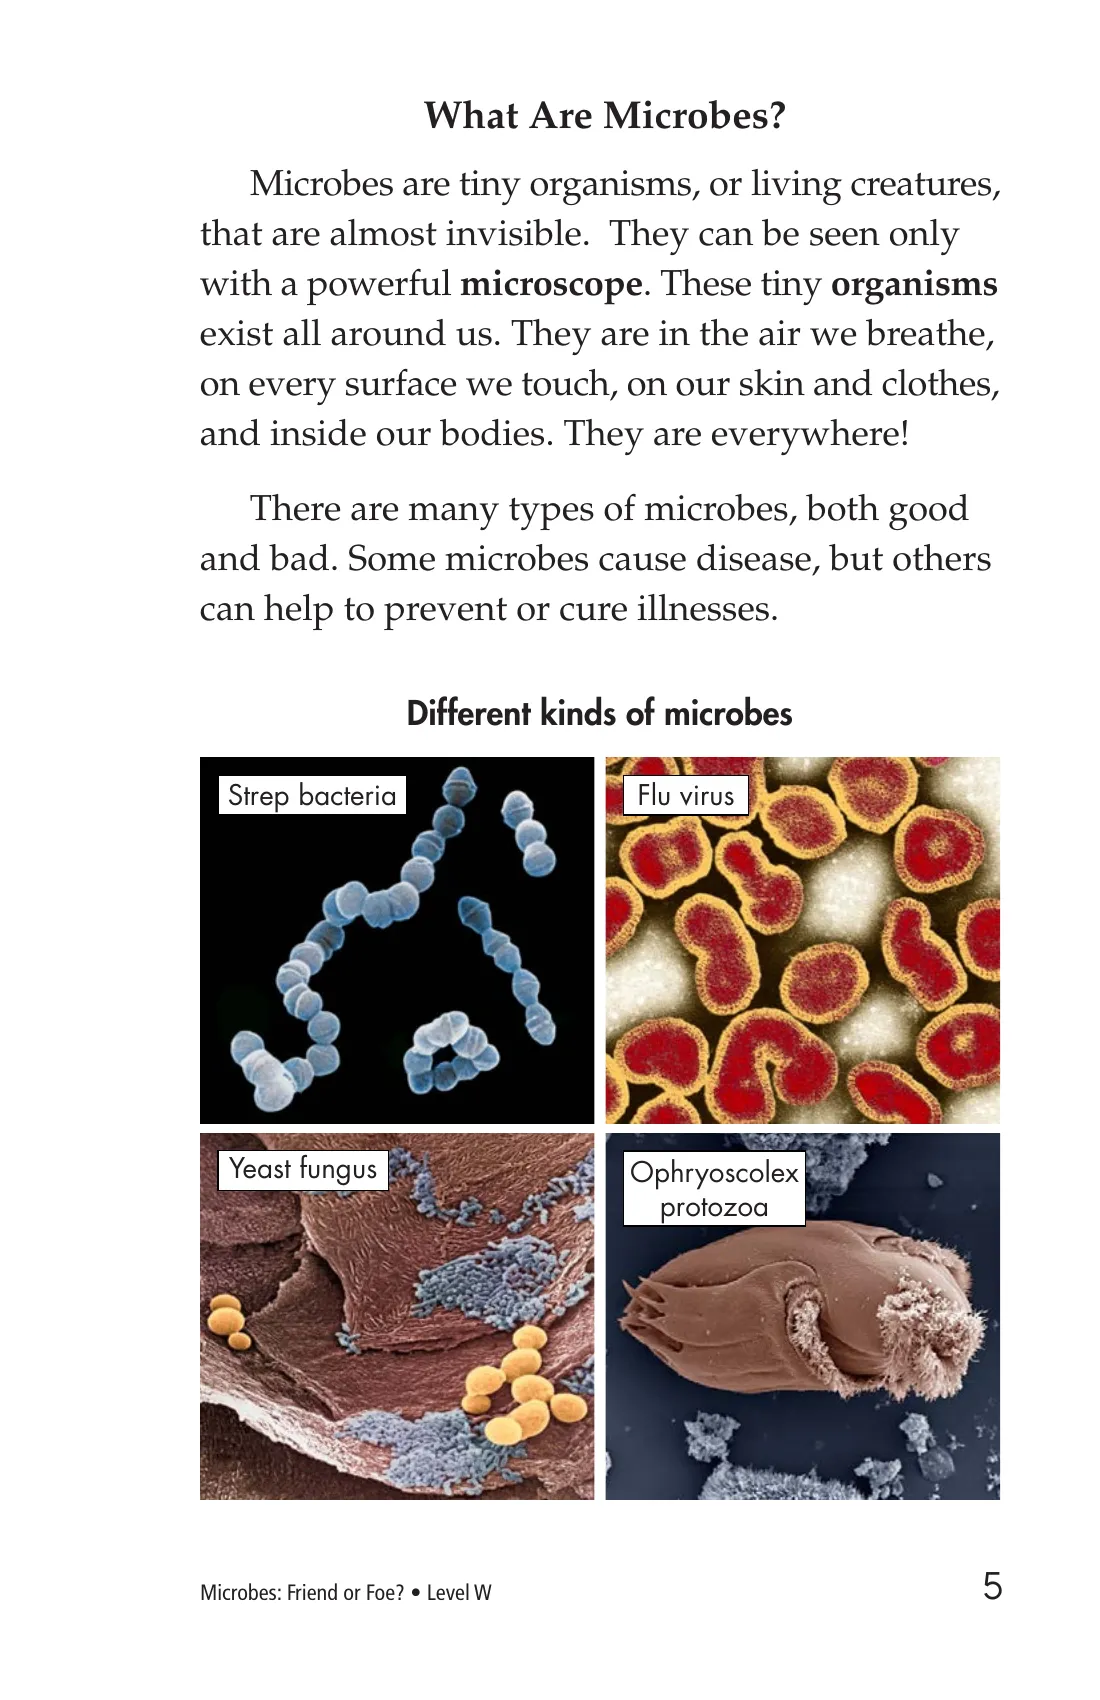 What Are Microbes?
Microbes are tiny organisms, or living creatures,
that are almost invisible.  They can be seen only
with a powerful microscope. These tiny organisms
exist all around us. They are in the air we breathe,
on every surface we touch, on our skin and clothes,
and inside our bodies. They are everywhere!
There are many types of microbes, both good
and bad. Some microbes cause disease, but others
can help to prevent or cure illnesses.
Different kinds of microbes
Strep bacteria
Flu virus
Yeast fungus
Ophryoscolex
protozoa
Microbes: Friend or Foe? • Level W
5